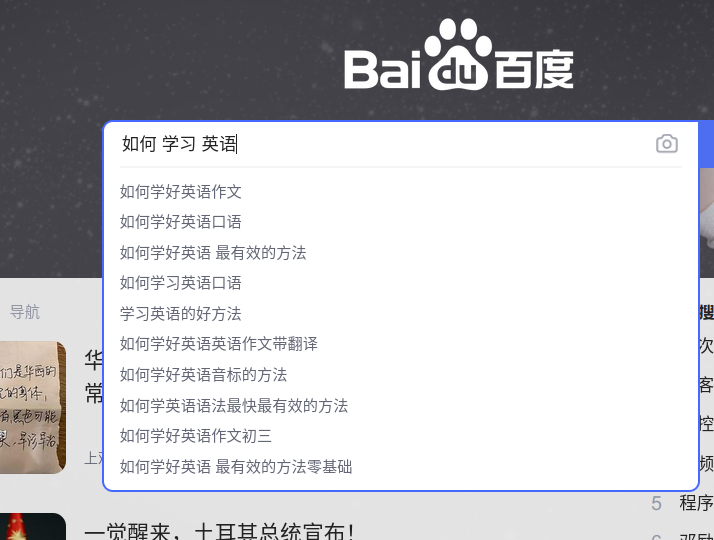 Bai du 百度
如何 学习 英语
如何学好英语作文
如何学好英语口语
如何学好英语 最有效的方法
如何学习英语口语
学习英语的好方法
如何学好英语英语作文带翻译
如何学好英语音标的方法
如何学英语语法最快最有效的方法
如何学好英语作文初三
如何学好英语 最有效的方法零基础
导航
搜
次
客
控
频
华
常
们是华西的
上观
5 程序
一觉醒来，土耳其总统宣布！
6